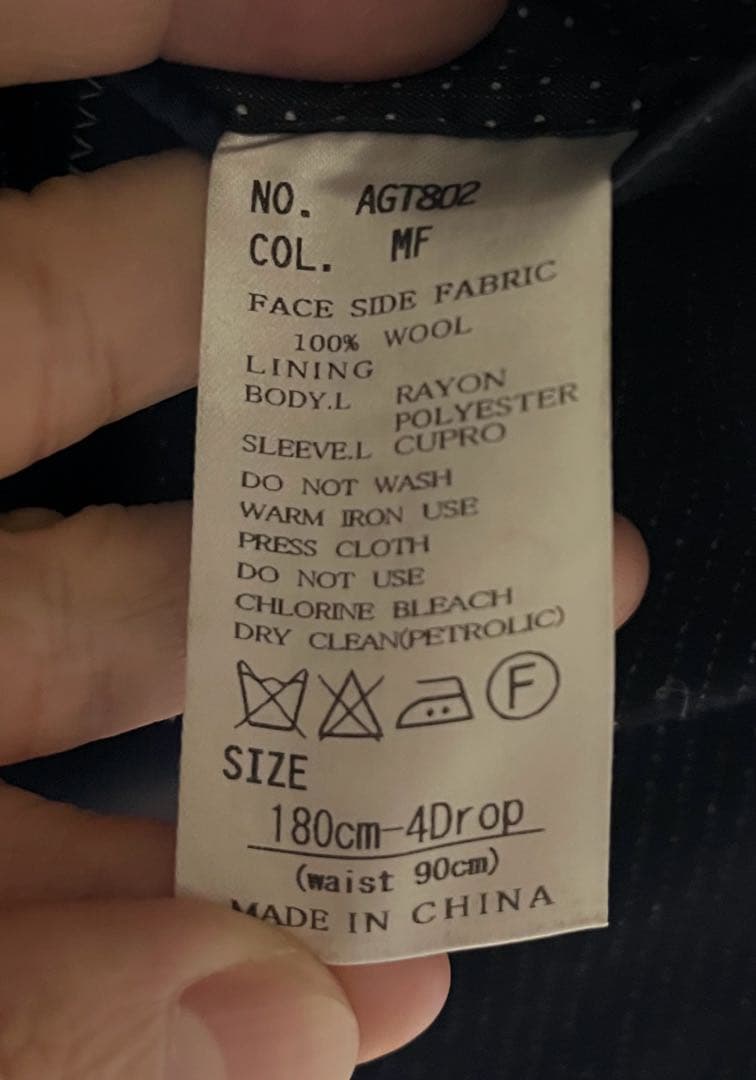 NO. AGT802
COL. MF
FACE SIDE FABRIC
100% WOOL
LINING
BODY.L RAYON
POLYESTER
SLEEVE.L CUPRO
DO NOT WASH
WARM IRON USE
PRESS CLOTH
DO NOT USE
CHLORINE BLEACH
DRY CLEAN(PETROLIC)
F
SIZE
180cm-4Drop
(waist 90cm)
MADE IN CHINA